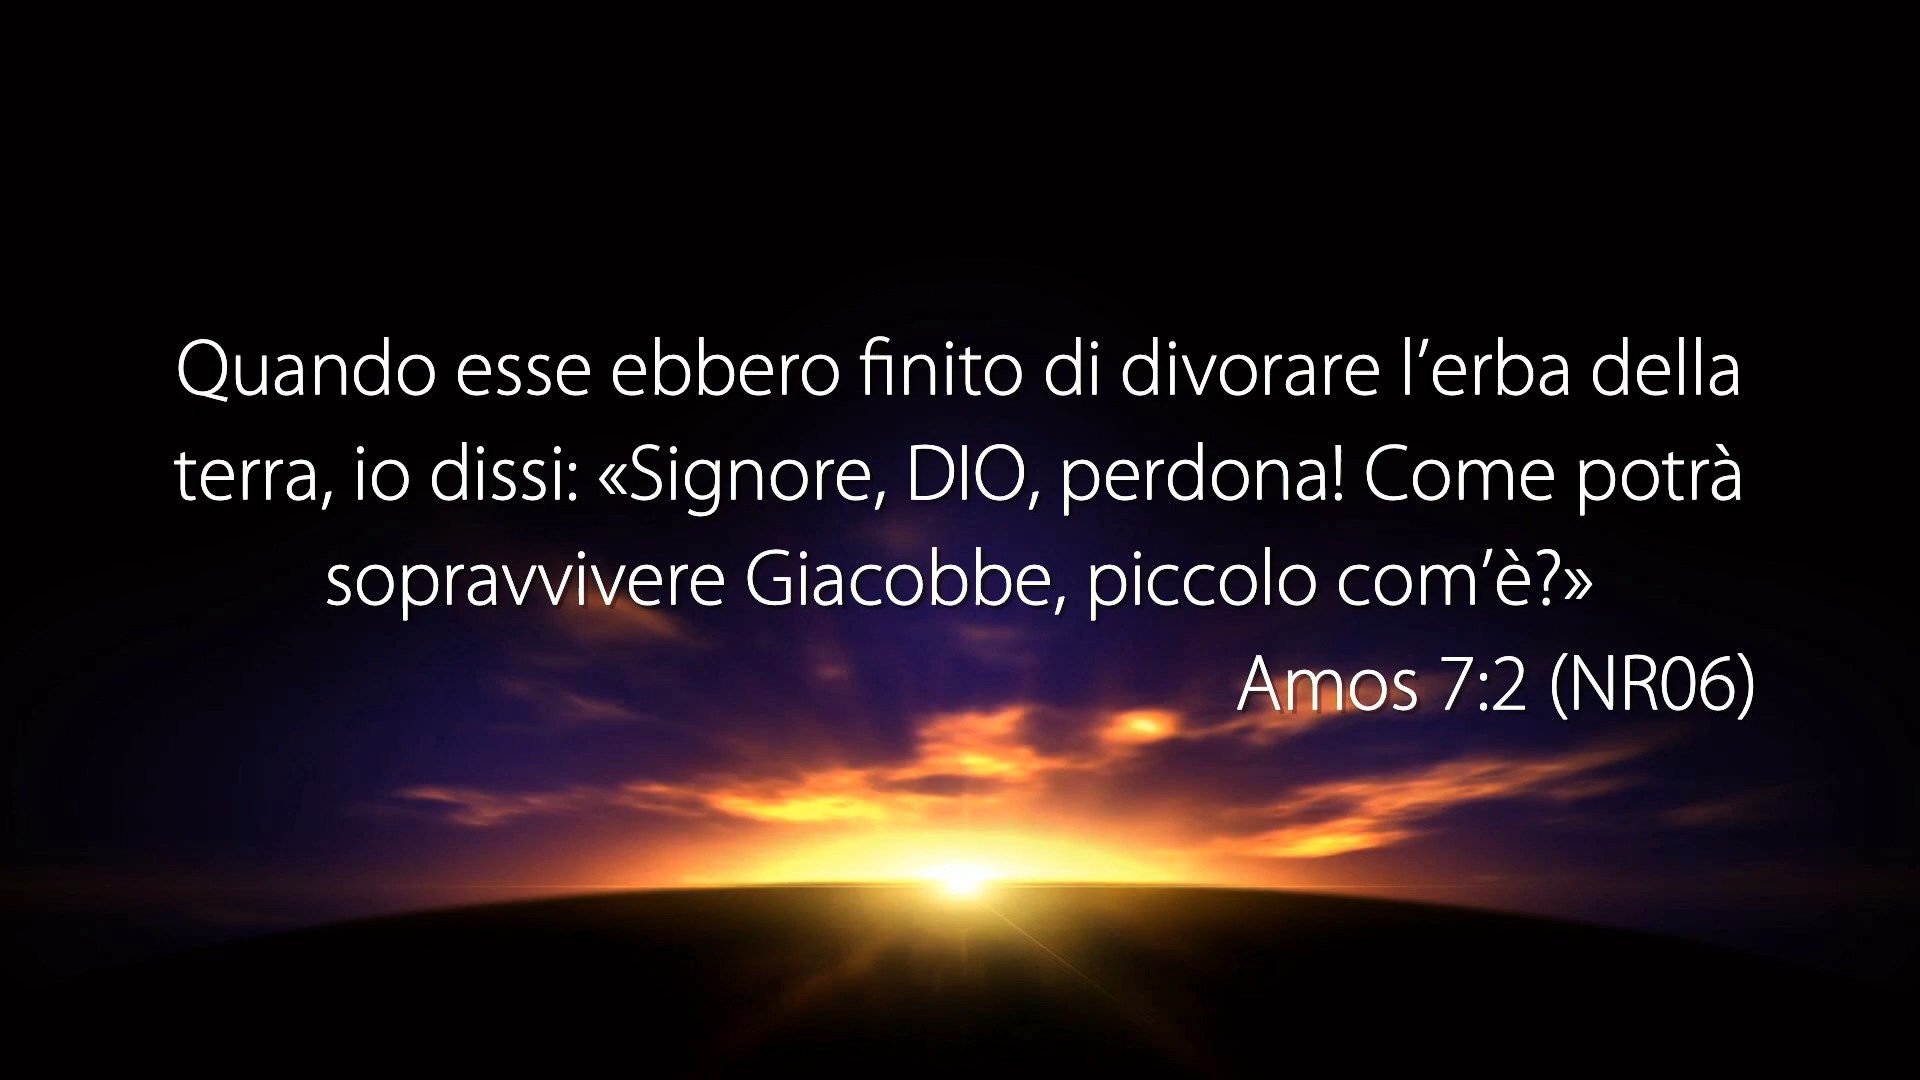 Quando esse ebbero finito di divorare l’erba della
terra, io dissi: «Signore, DIO, perdona! Come potrà
sopravvivere Giacobbe, piccolo com’è?»
Amos 7:2 (NR06)